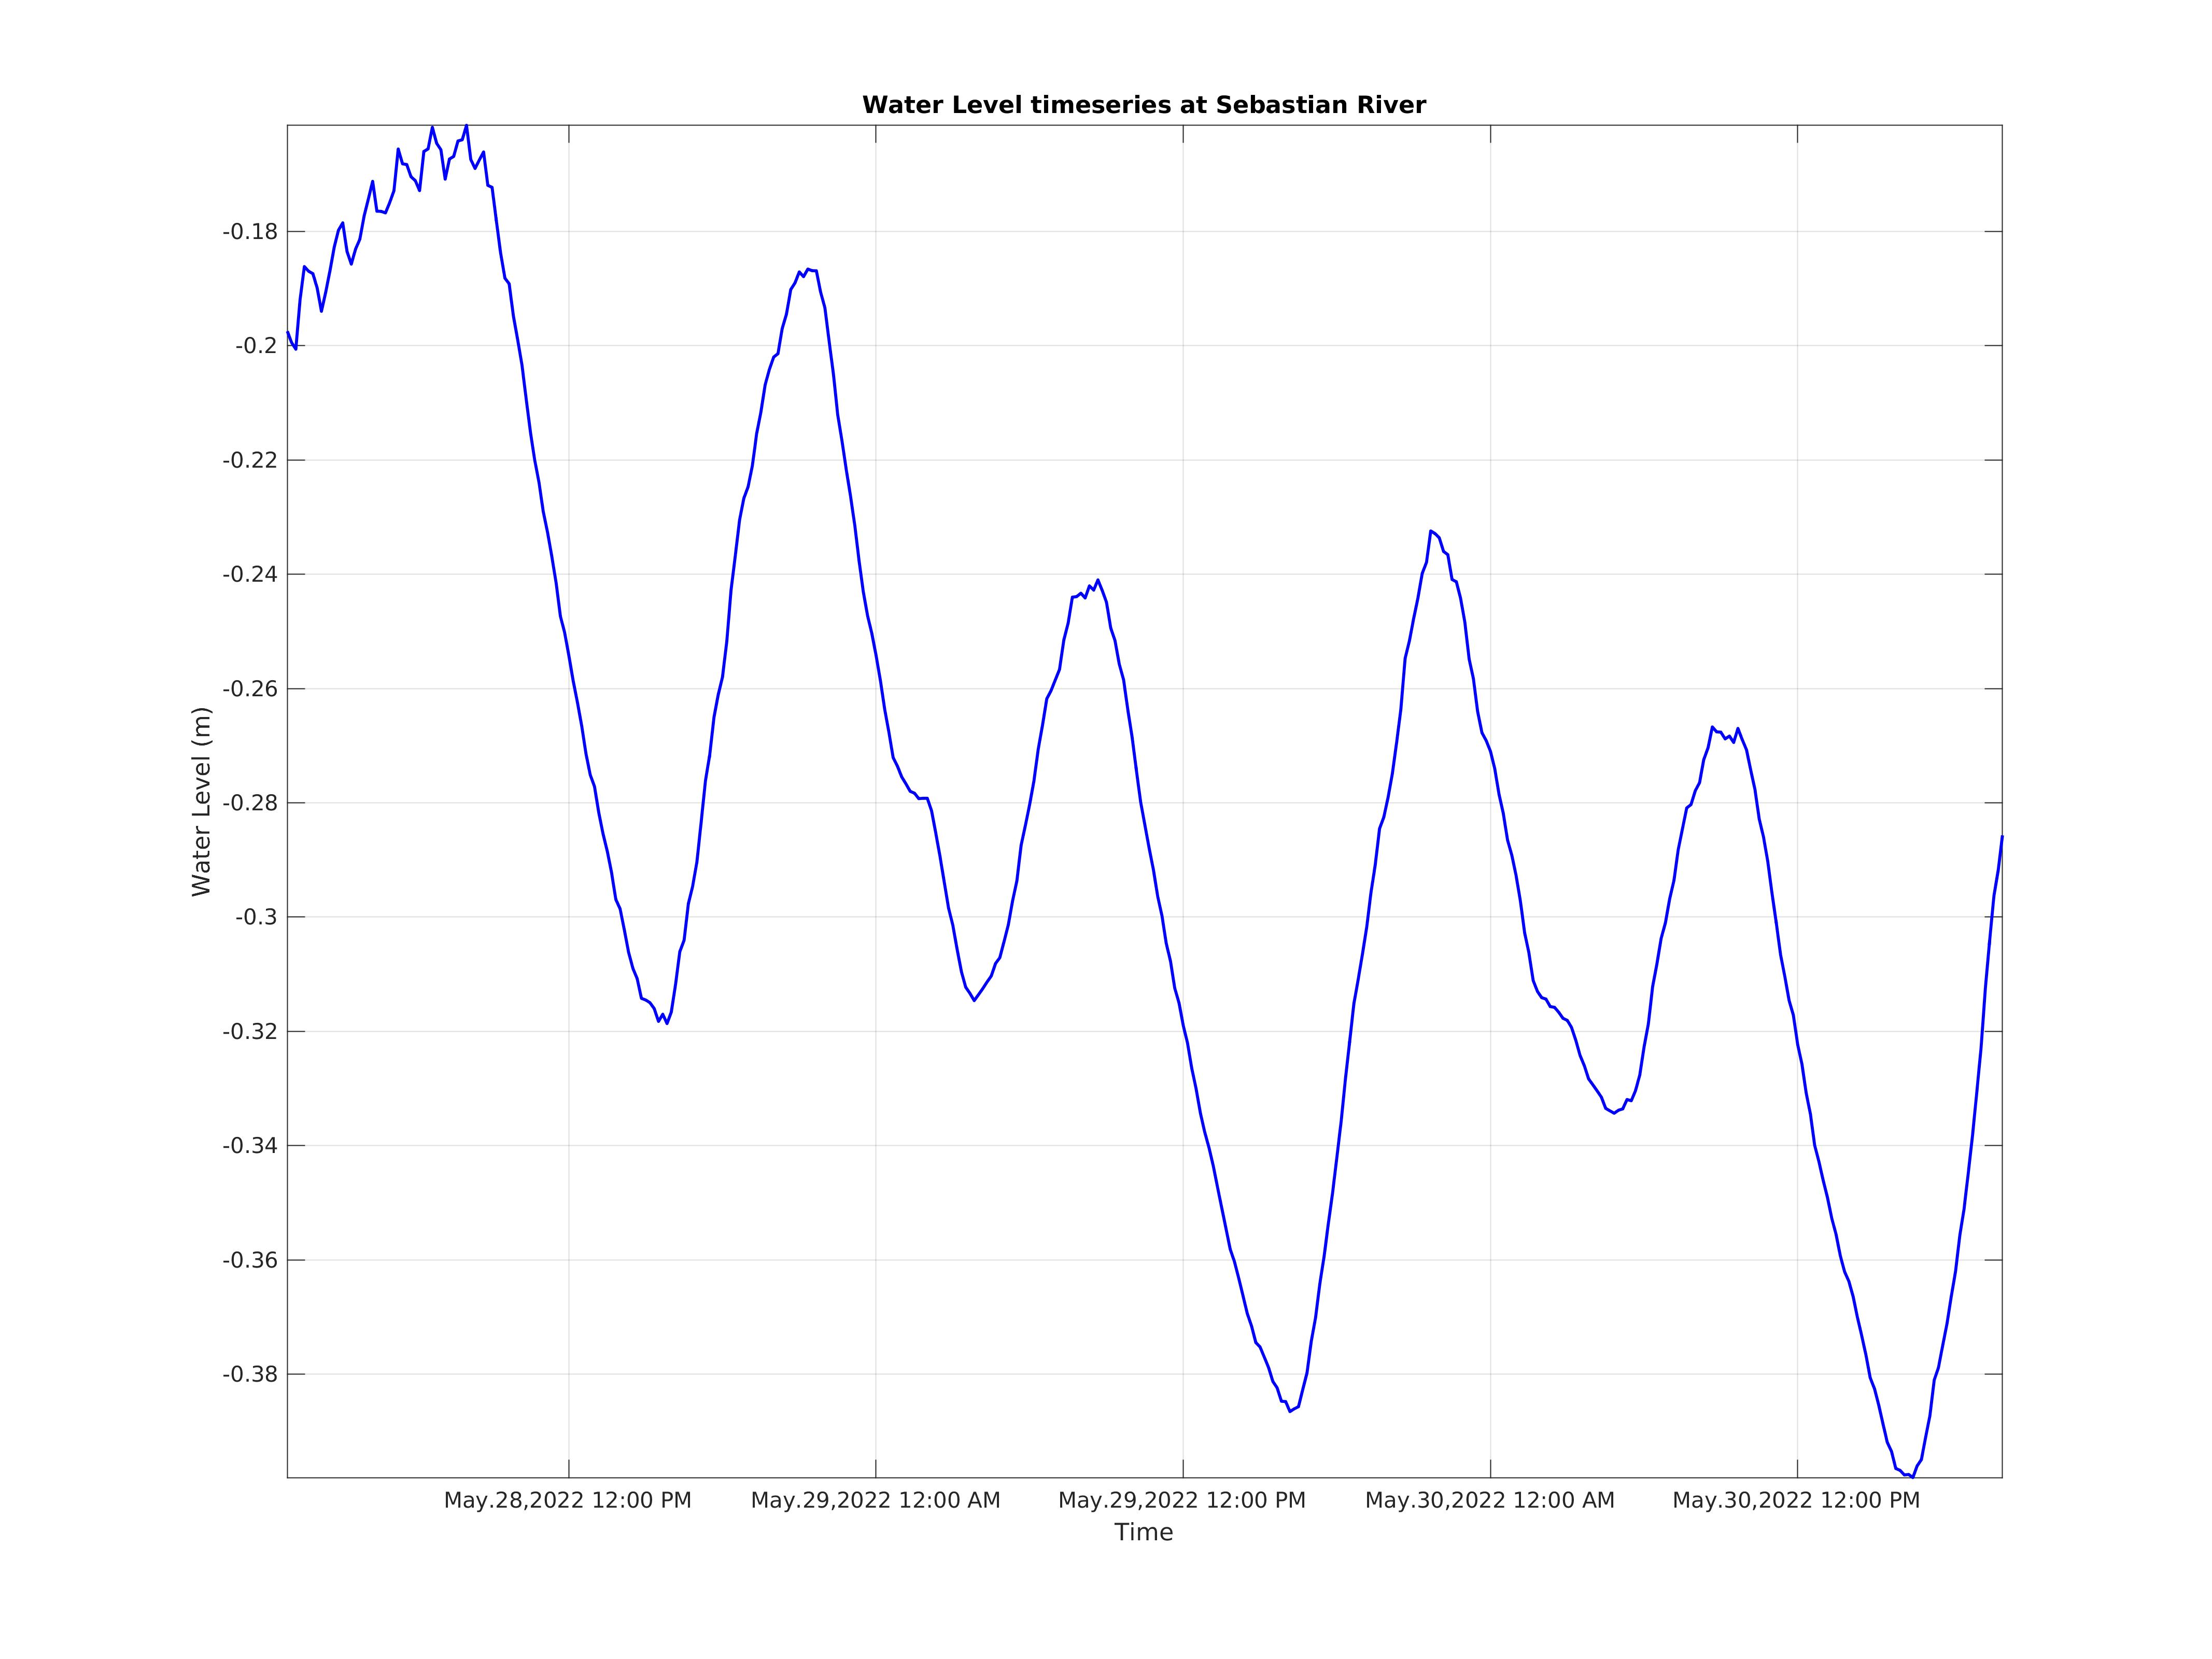 Water Level timeseries at Sebastian River
-0.18
-0.2
-0.22
-0.24
-0.26
-0.28
-0.3
-0.32
-0.34
-0.36
-0.38
Water Level (m)
May.28,2022 12:00 PM May.29,2022 12:00 AM May.29,2022 12:00 PM May.30,2022 12:00 AM May.30,2022 12:00 PM
Time